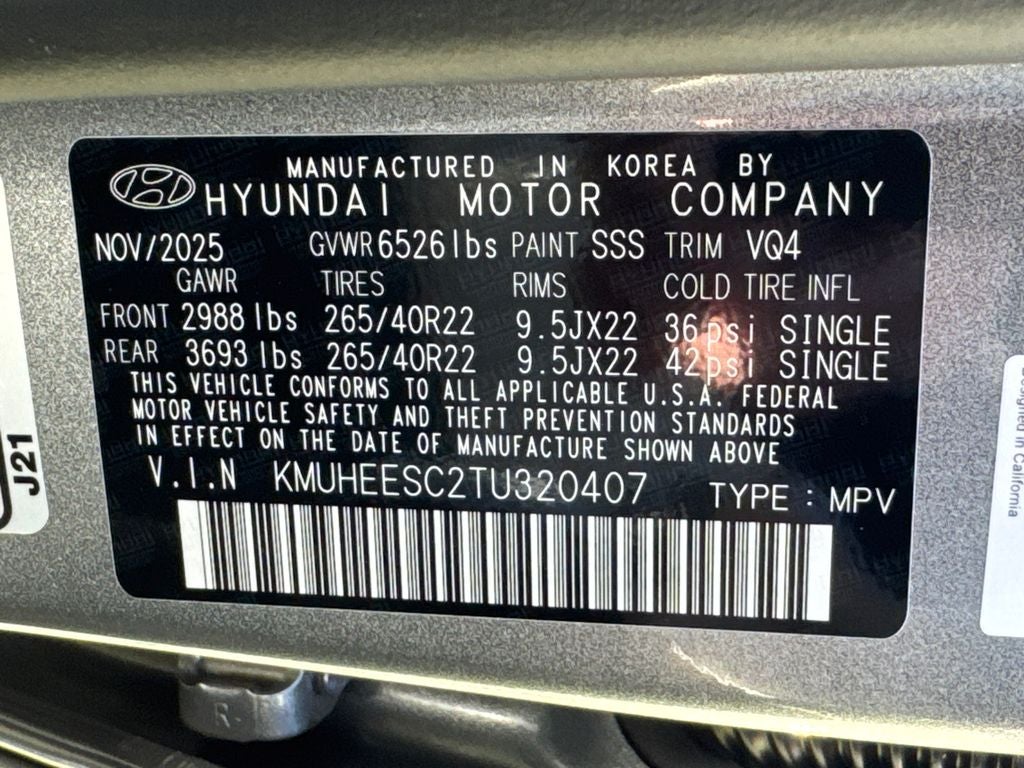 MANUFACTURED IN KOREA BY
HYUNDAI MOTOR COMPANY
NOV/2025 GVWR 6526 lbs PAINT SSS TRIM VQ4
GAWR TIRES RIMS COLD TIRE INFL
FRONT 2988 lbs 265/40R22 9.5JX22 36psi SINGLE
REAR 3693 lbs 265/40R22 9.5JX22 42psi SINGLE
THIS VEHICLE CONFORMS TO ALL APPLICABLE U.S.A. FEDERAL
MOTOR VEHICLE SAFETY AND THEFT PREVENTION STANDARDS
IN EFFECT ON THE DATE OF MANUFACTURE SHOWN ABOVE
V.I.N KMUHEESC2TU320407 TYPE : MPV
J21
Designed in California
R-